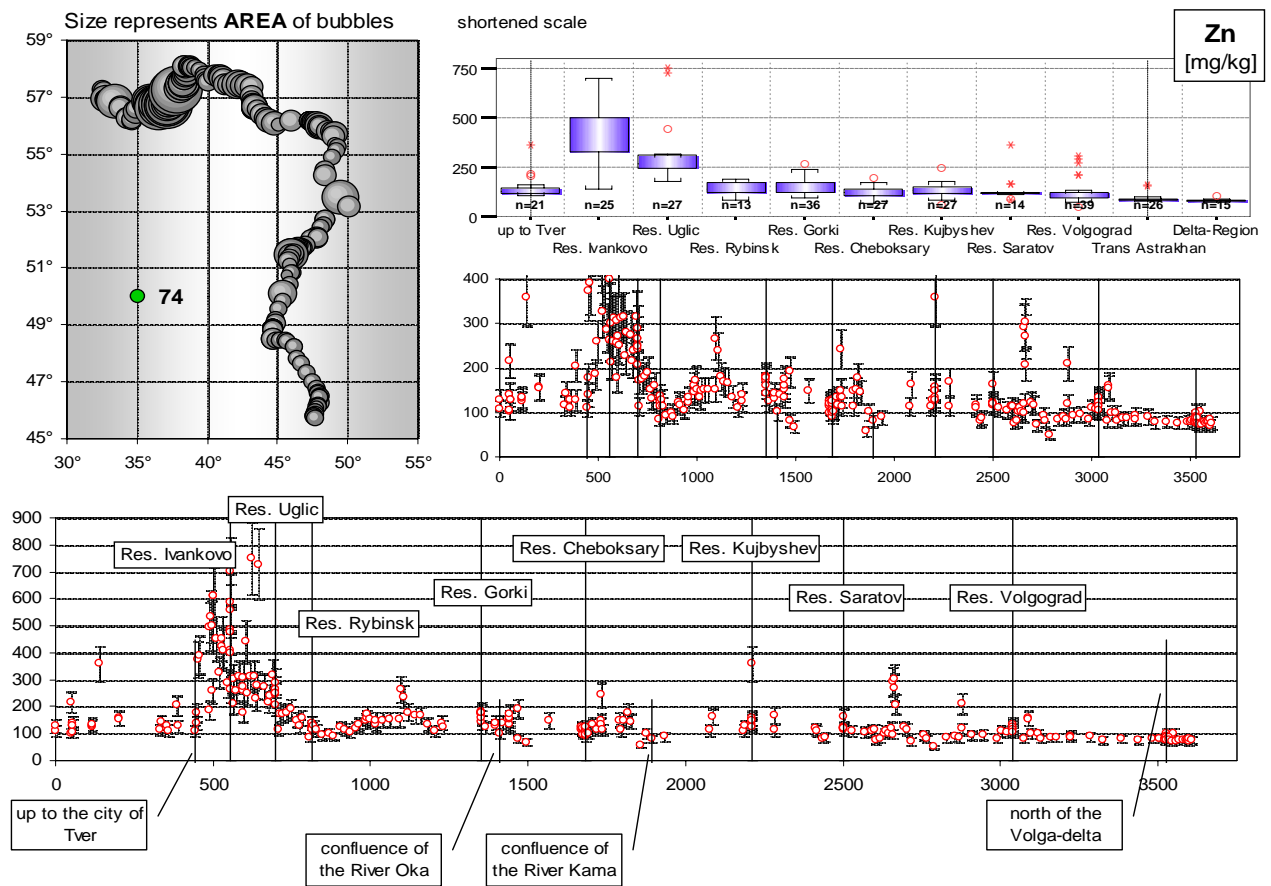 Size represents AREA of bubbles
59°
57°
55°
53°
51°
49°
47°
45°
30° 35° 40° 45° 50° 55°
74
shortened scale
Zn
[mg/kg]
750
500
250
0
n=21 n=25 n=27 n=13 n=36 n=27 n=27 n=14 n=39 n=26 n=15
up to Tver Res. Uglic Res. Gorki Res. Kujbyshev Res. Volgograd Delta-Region
Res. Ivankovo Res. Rybinsk Res. Cheboksary Res. Saratov Trans Astrakhan
400
300
200
100
0
0 500 1000 1500 2000 2500 3000 3500
900
800
700
600
500
400
300
200
100
0
Res. Uglic
Res. Ivankovo
Res. Cheboksary
Res. Kujbyshev
Res. Gorki
Res. Saratov
Res. Volgograd
Res. Rybinsk
0 500 1000 1500 2000 2500 3000 3500
up to the city of
Tver
confluence of
the River Oka
confluence of
the River Kama
north of the
Volga-delta